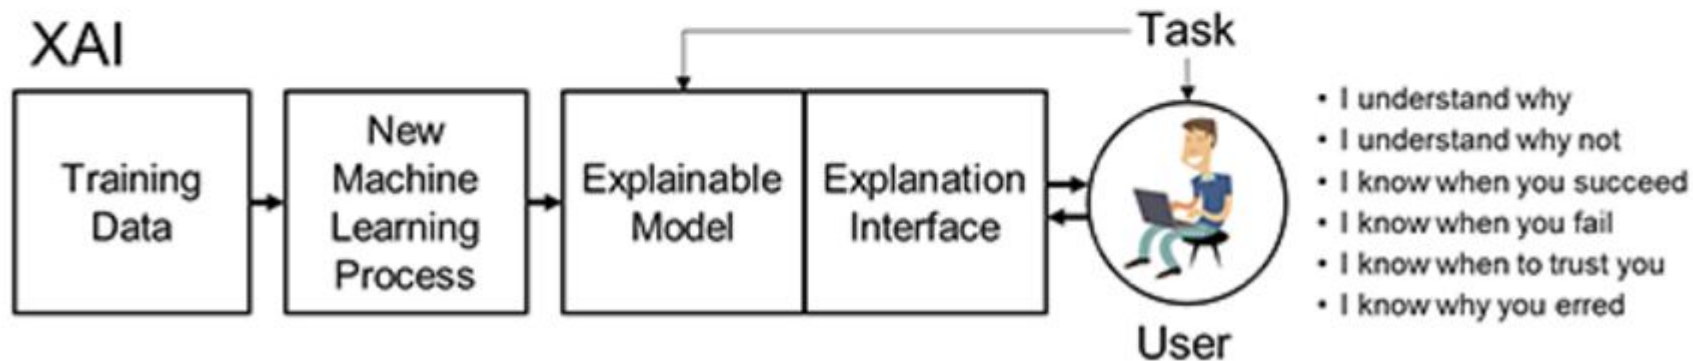 XAI
Task
Training
Data
New
Machine
Learning
Process
Explainable
Model
Explanation
Interface
User
• I understand why
• I understand why not
• I know when you succeed
• I know when you fail
• I know when to trust you
• I know why you erred